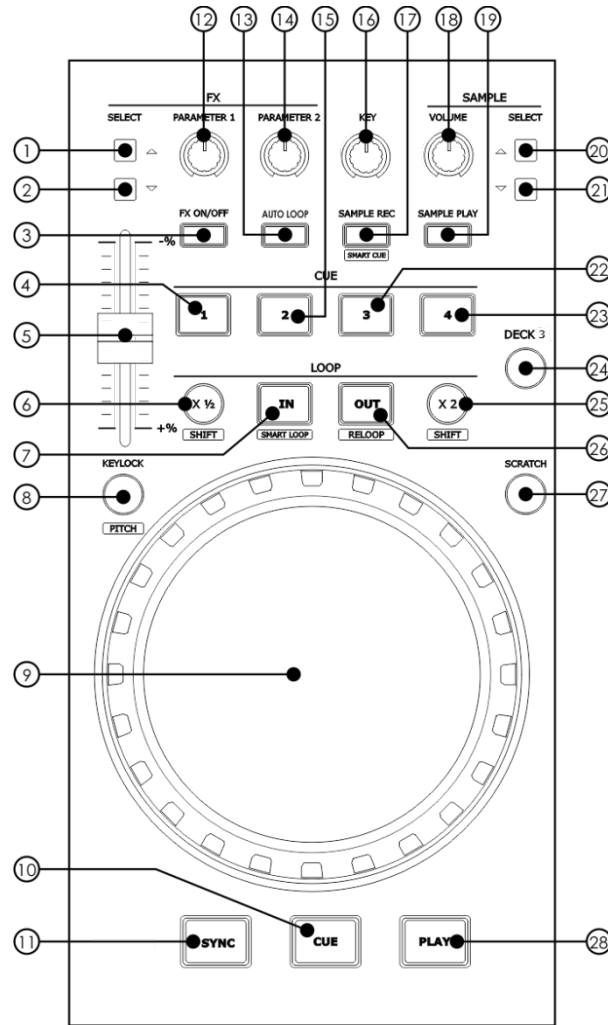 12 13 14 15 16 17 18 19
FX SAMPLE
SELECT PARAMETER 1 PARAMETER 2 KEY VOLUME SELECT
1 20
2 21
FX ON/OFF AUTO LOOP SAMPLE REC SAMPLE PLAY
3
-% SMART CUE
CUE 22
4 1 2 3 4 23
5 DECK 3
24
LOOP
6 X ½ IN OUT X 2 25
+% SHIFT SMART LOOP RELOOP SHIFT
7 26
KEYLOCK SCRATCH
8 27
PITCH
9
10
11 SYNC CUE PLAY 28